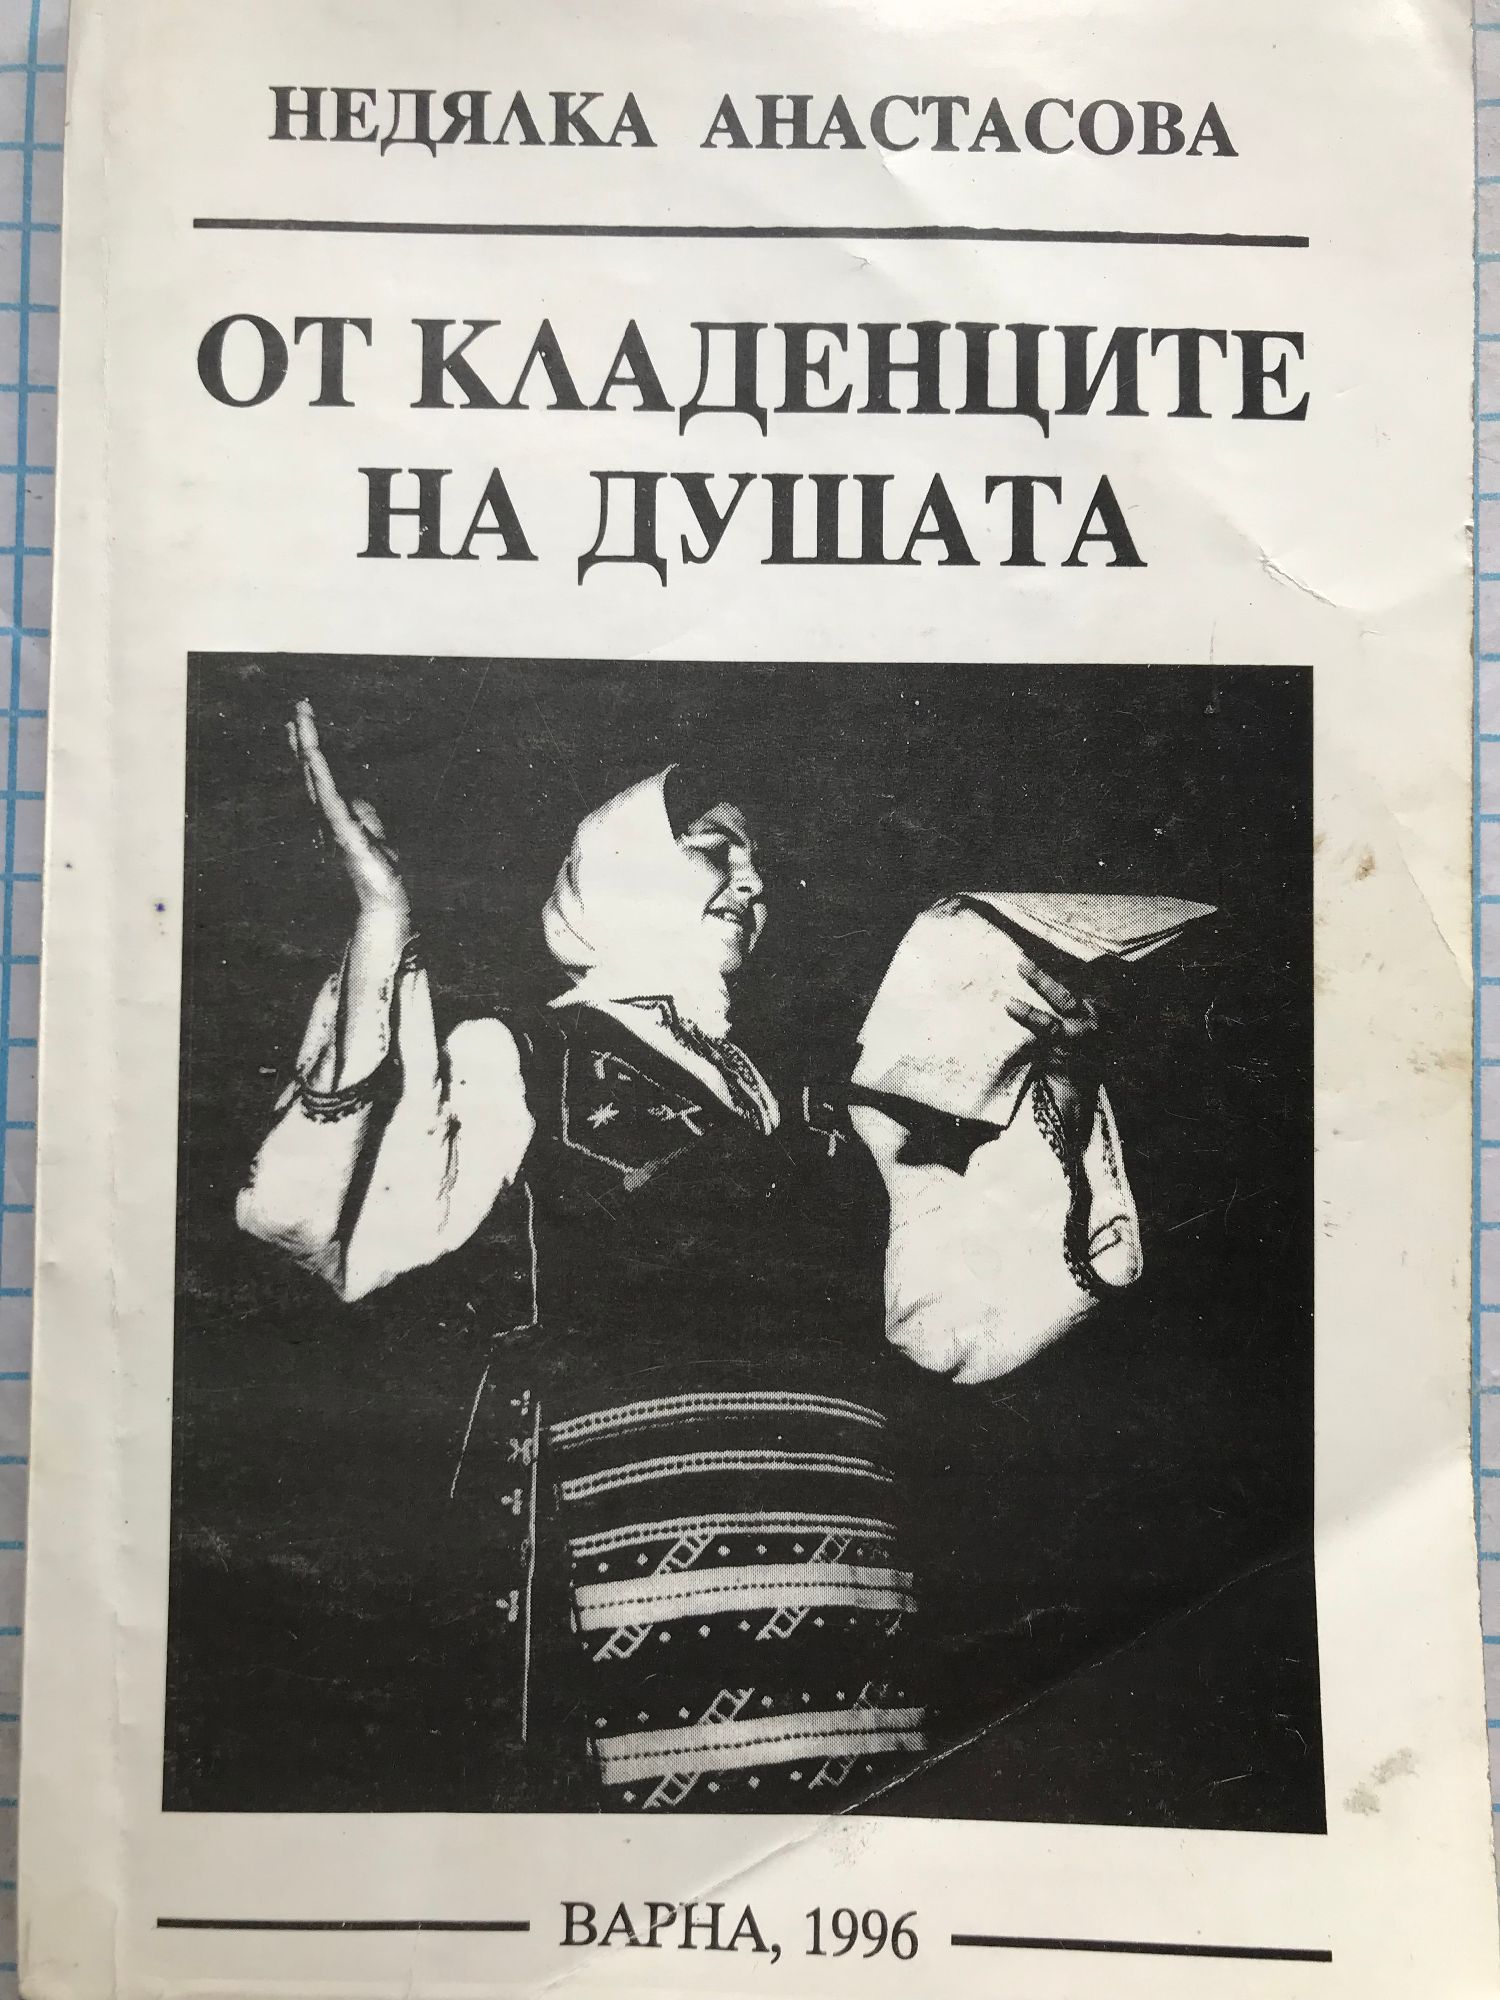 НЕДЯЛКА АНАСТАСОВА
ОТ КЛАДЕНЦИТЕ
НА ДУШАТА
ВАРНА, 1996